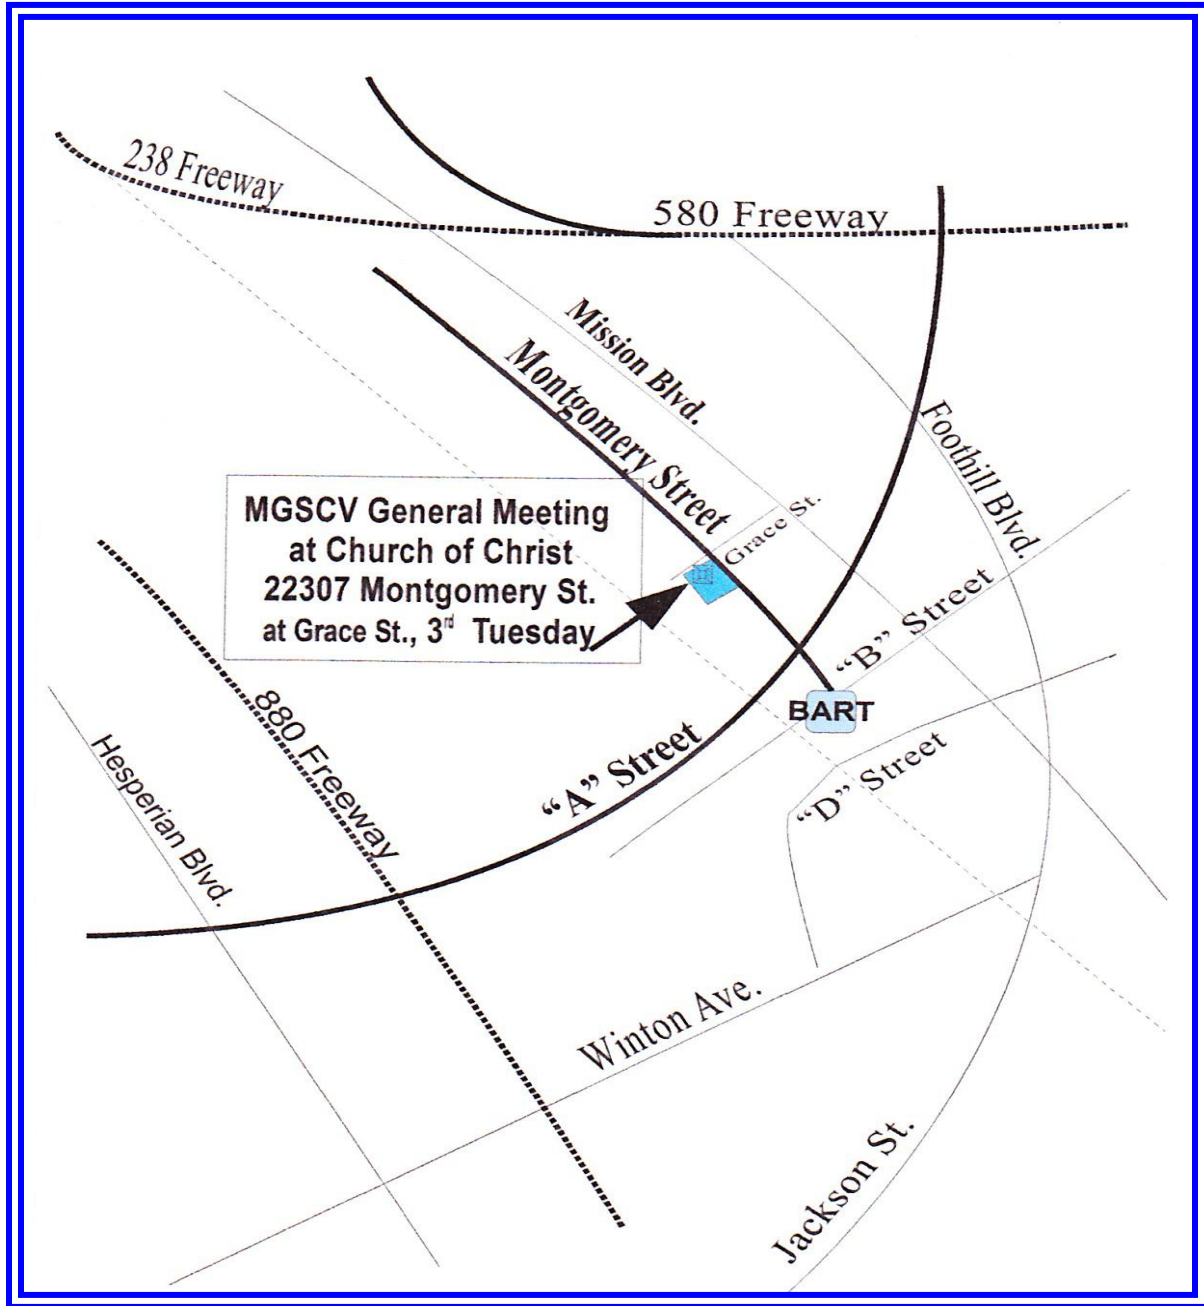 238 Freeway
580 Freeway
Mission Blvd.
Montgomery Street
Foothill Blvd.
Grace St.
MGSCV General Meeting
at Church of Christ
22307 Montgomery St.
at Grace St., 3rd Tuesday
"B" Street
BART
880 Freeway
Hesperian Blvd.
"A" Street
"D" Street
Winton Ave.
Jackson St.